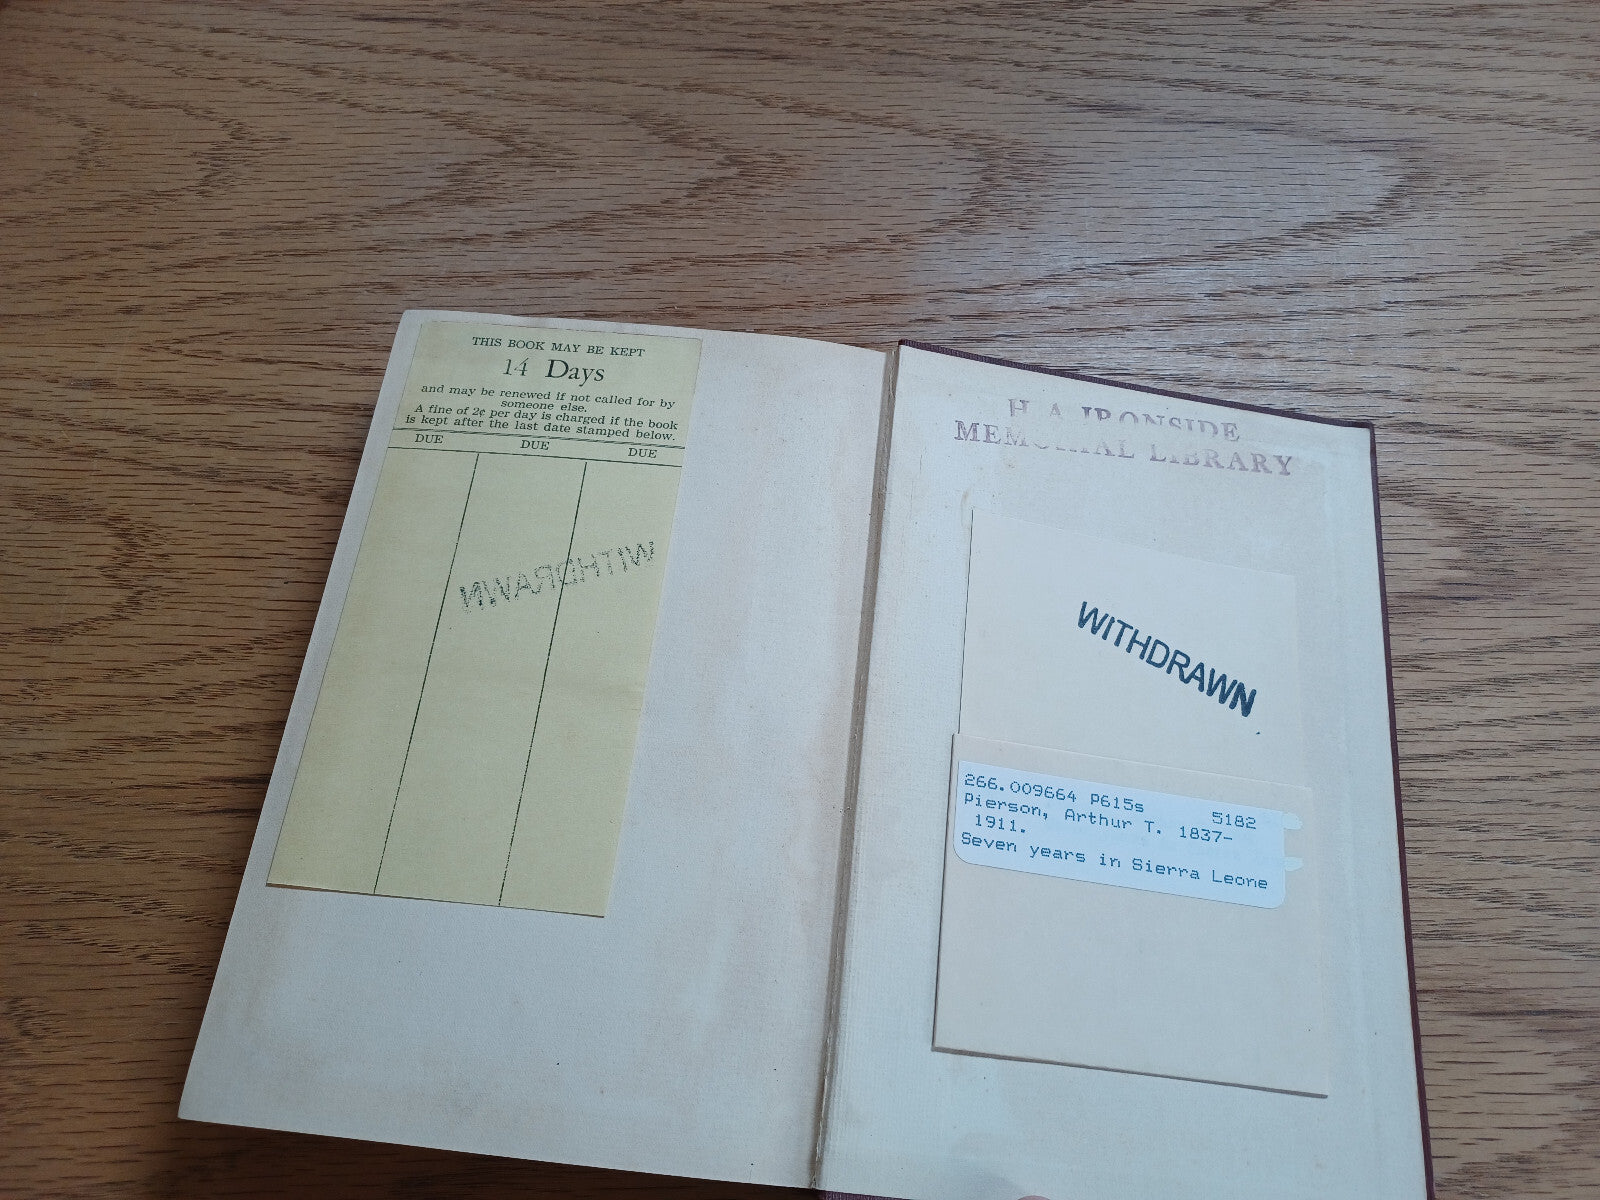 THIS BOOK MAY BE KEPT
14 Days
and may be renewed if not called for by
someone else.
A fine of 2¢ per day is charged if the book
is kept after the last date stamped below.
DUE DUE DUE
WITHDRAWN
H. A. IRONSIDE
MEMORIAL LIBRARY
WITHDRAWN
266.009664 P615s 5182
Pierson, Arthur T. 1837-
1911.
Seven years in Sierra Leone